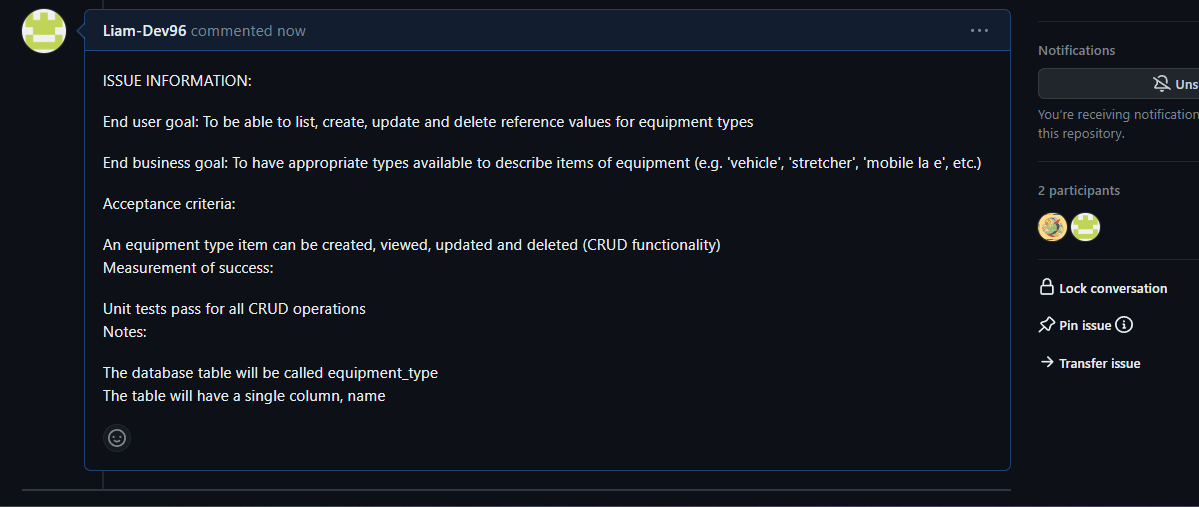 Liam-Dev96 commented now
ISSUE INFORMATION:
End user goal: To be able to list, create, update and delete reference values for equipment types
End business goal: To have appropriate types available to describe items of equipment (e.g. 'vehicle', 'stretcher', 'mobile la e', etc.)
Acceptance criteria:
An equipment type item can be created, viewed, updated and deleted (CRUD functionality)
Measurement of success:
Unit tests pass for all CRUD operations
Notes:
The database table will be called equipment_type
The table will have a single column, name
Notifications
Uns
You're receiving notification
this repository.
2 participants
Lock conversation
Pin issue
Transfer issue